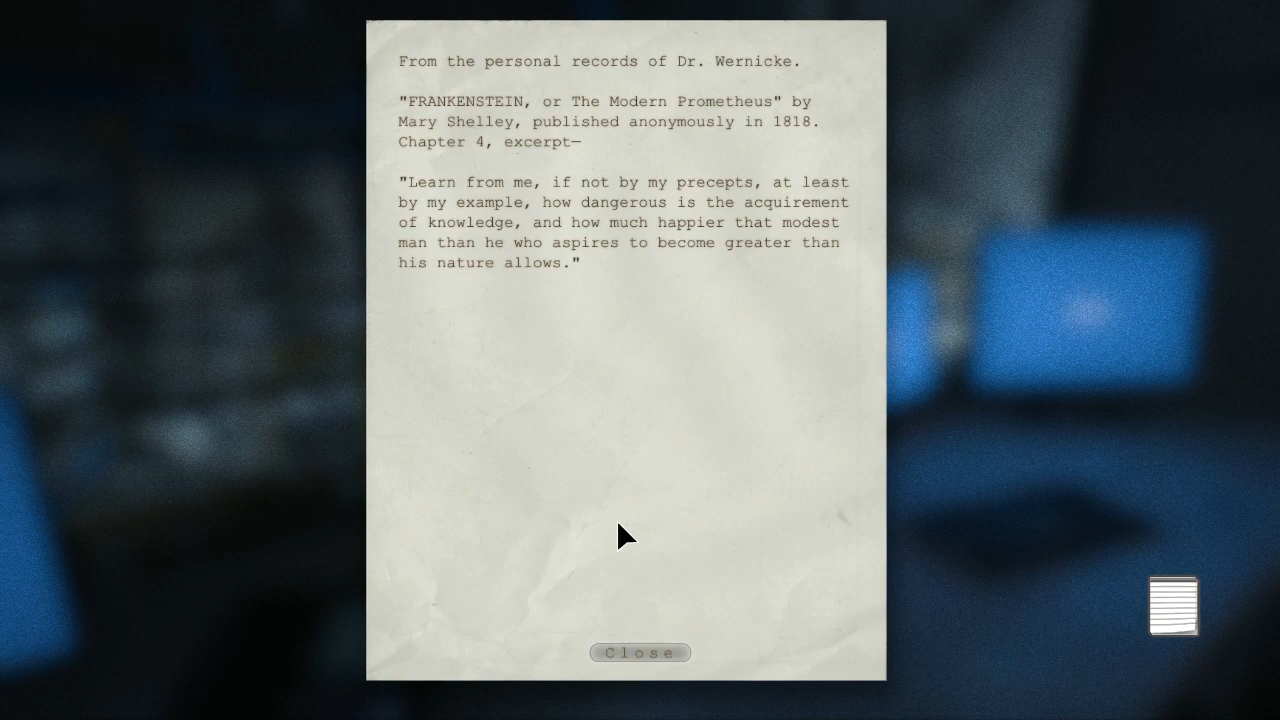 From the personal records of Dr. Wernicke.
"FRANKENSTEIN, or The Modern Prometheus" by
Mary Shelley, published anonymously in 1818.
Chapter 4, excerpt—
"Learn from me, if not by my precepts, at least
by my example, how dangerous is the acquirement
of knowledge, and how much happier that modest
man than he who aspires to become greater than
his nature allows."
Close